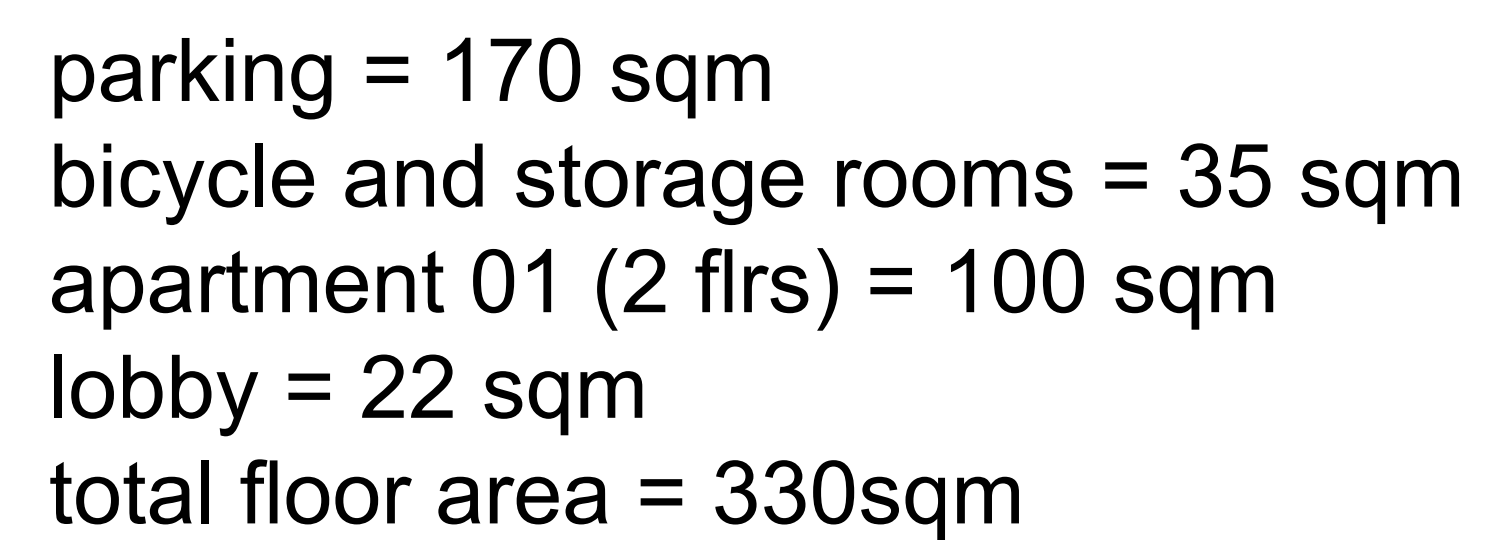 parking = 170 sqm
bicycle and storage rooms = 35 sqm
apartment 01 (2 flrs) = 100 sqm
lobby = 22 sqm
total floor area = 330sqm